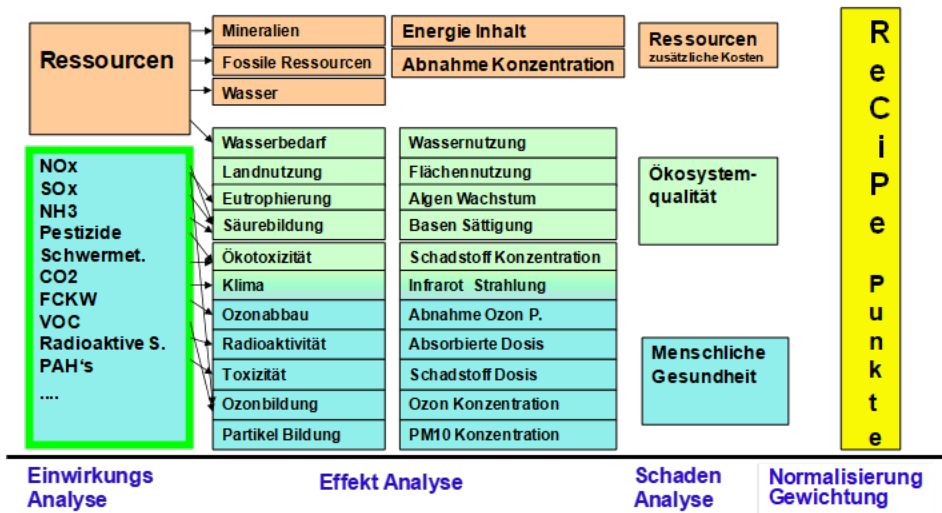 Ressourcen
Mineralien
Fossile Ressourcen
Wasser
Energie Inhalt
Abnahme Konzentration
Ressourcen
zusätzliche Kosten
NOx
SOx
NH3
Pestizide
Schwermet.
CO2
FCKW
VOC
Radioaktive S.
PAH's
....
Wasserbedarf
Landnutzung
Eutrophierung
Säurebildung
Ökotoxizität
Klima
Ozonabbau
Radioaktivität
Toxizität
Ozonbildung
Partikel Bildung
Wassernutzung
Flächennutzung
Algen Wachstum
Basen Sättigung
Schadstoff Konzentration
Infrarot Strahlung
Abnahme Ozon P.
Absorbierte Dosis
Schadstoff Dosis
Ozon Konzentration
PM10 Konzentration
Ökosystem-
qualität
Menschliche
Gesundheit
R
e
C
i
P
e
P
u
n
k
t
e
Einwirkungs
Analyse
Effekt Analyse
Schaden
Analyse
Normalisierung
Gewichtung